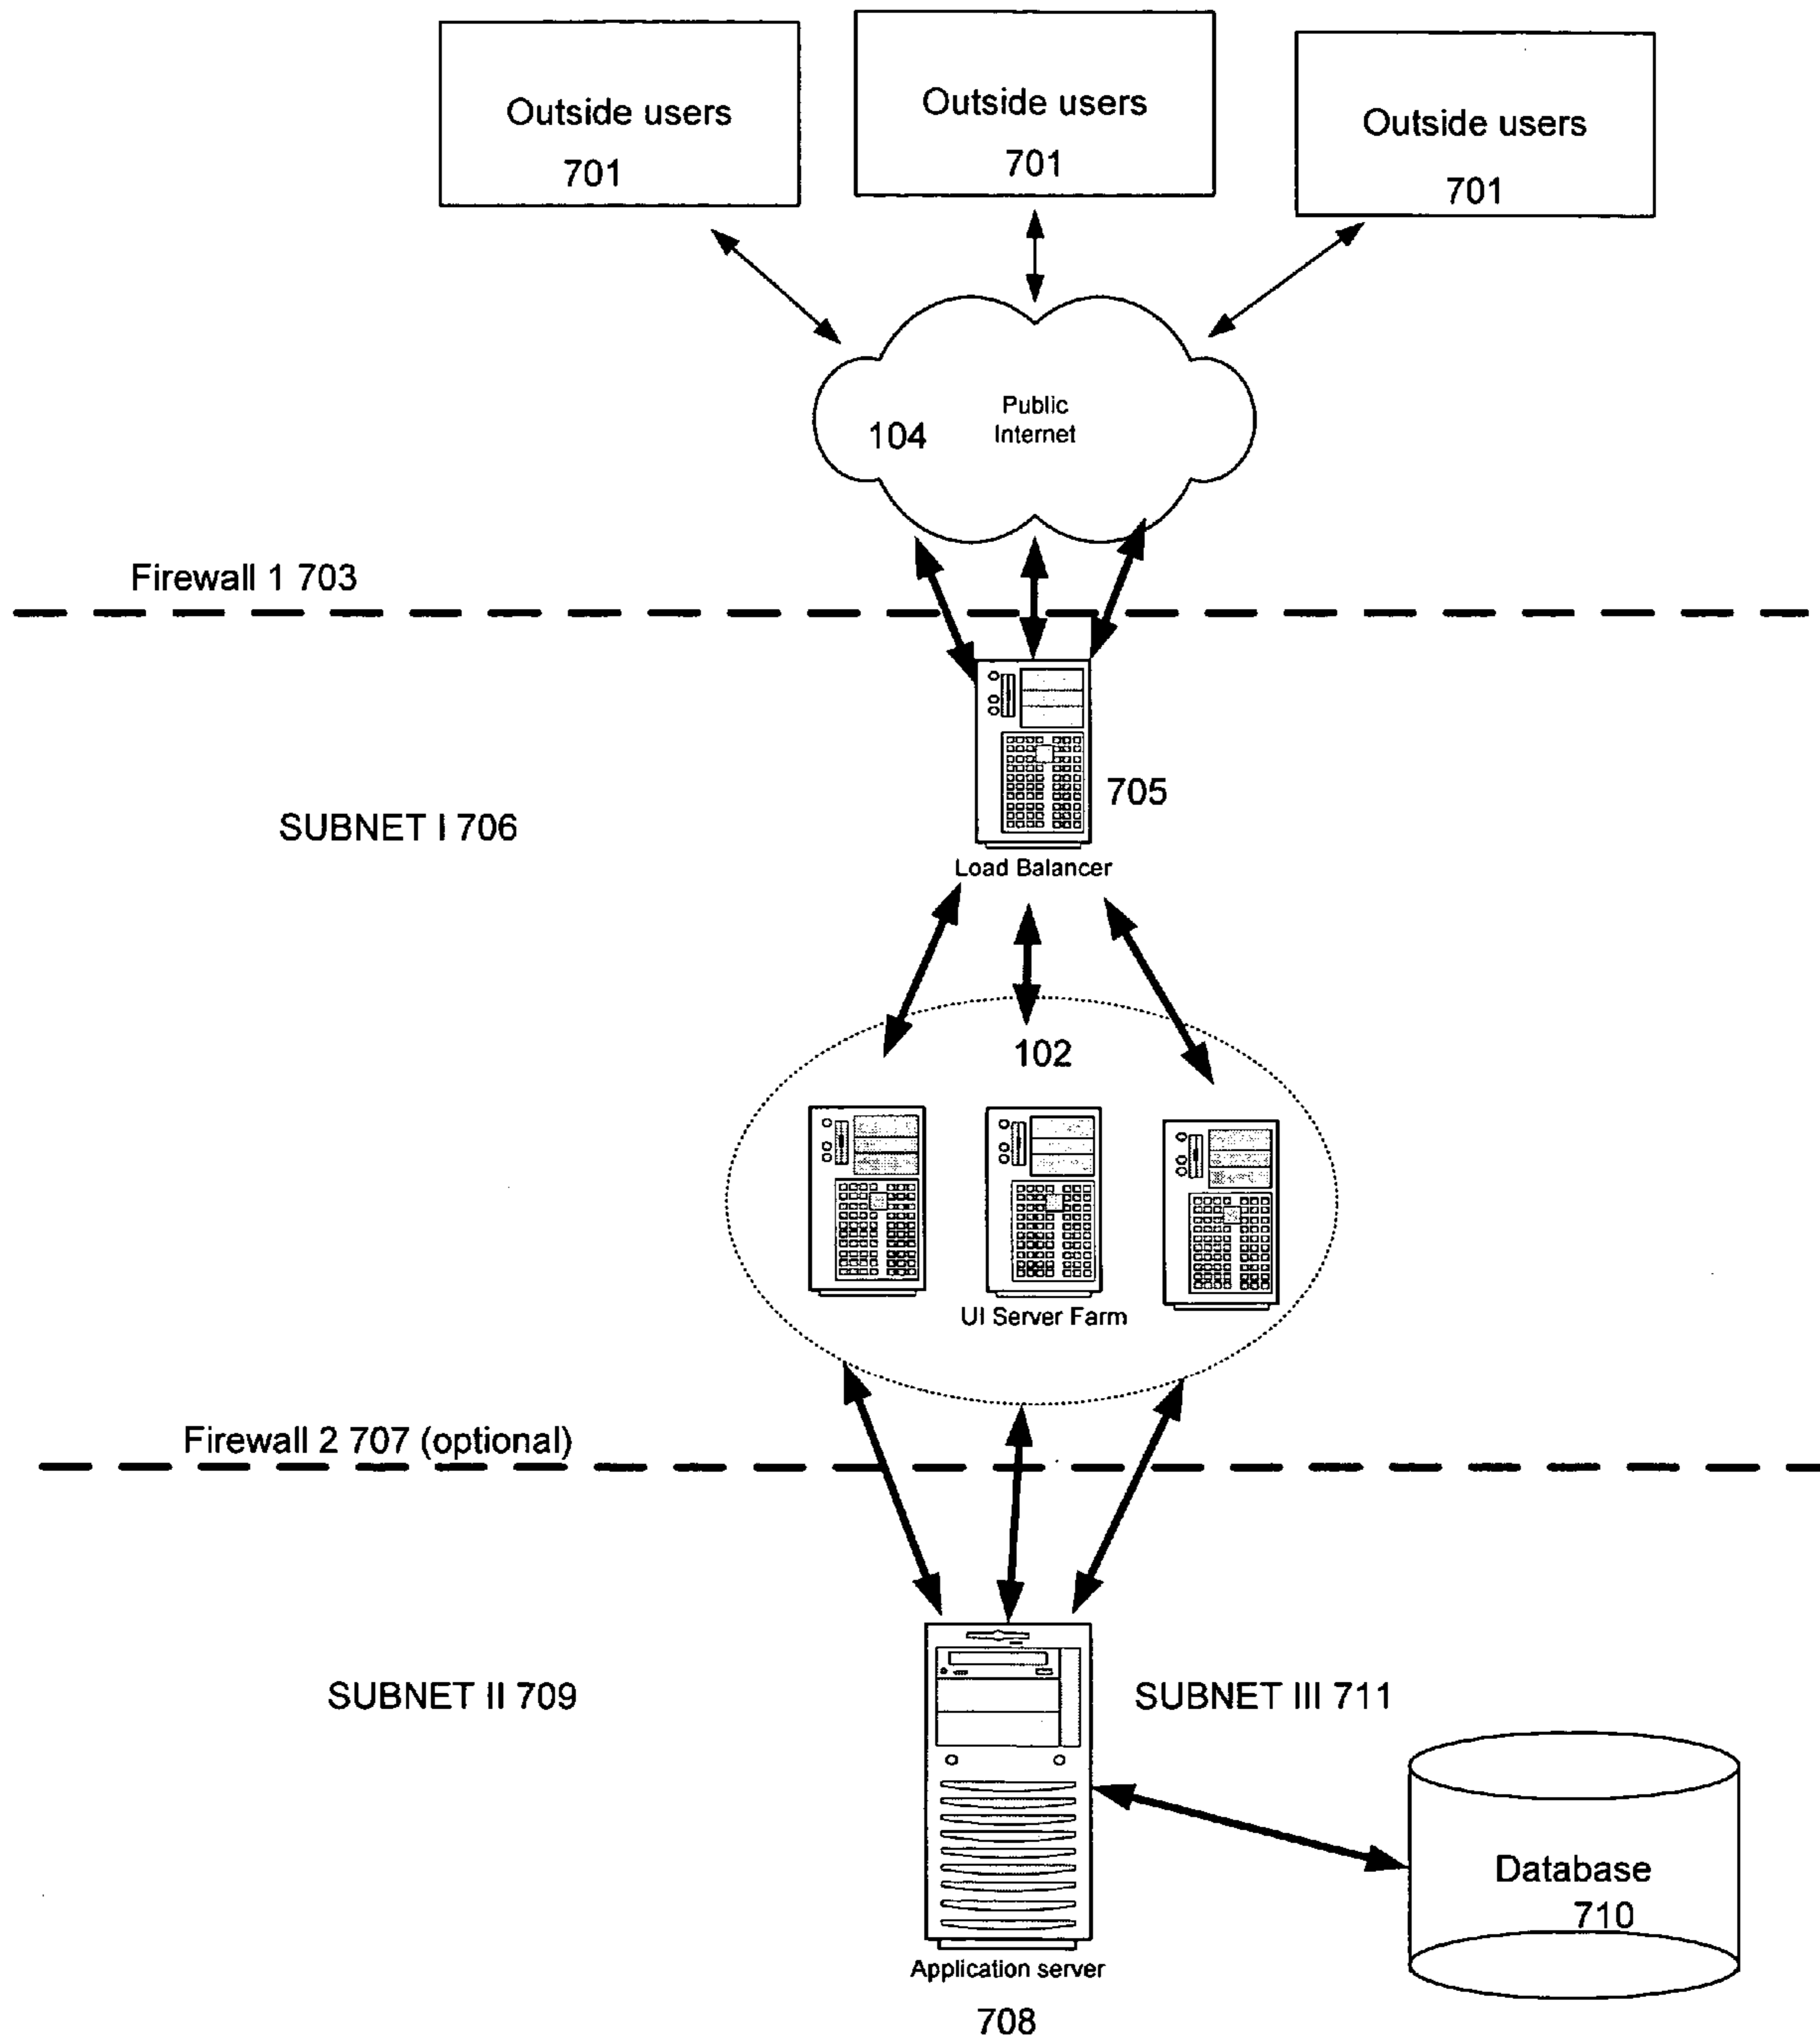 Outside users
701
Outside users
701
Outside users
701
Public
Internet
104
Firewall 1 703
705
SUBNET I 706
Load Balancer
102
UI Server Farm
Firewall 2 707 (optional)
SUBNET II 709
SUBNET III 711
Database
710
Application server
708